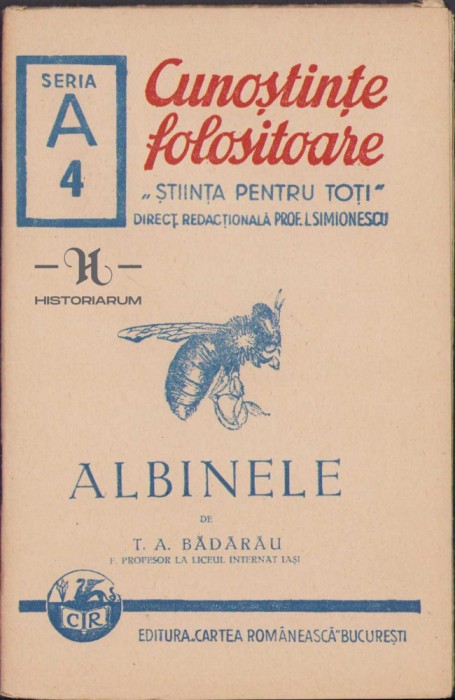 SERIA
A
4
Cunoștințe
folositoare
„ȘTIINȚA PENTRU TOȚI"
DIRECȚ. REDACȚIONALĂ PROF. I. SIMIONESCU
H
HISTORIARUM
ALBINELE
DE
T. A. BĂDĂRĂU
F. PROFESOR LA LICEUL INTERNAT IAȘI
CR
EDITURA „CARTEA ROMÂNEASCĂ" BUCUREȘTI